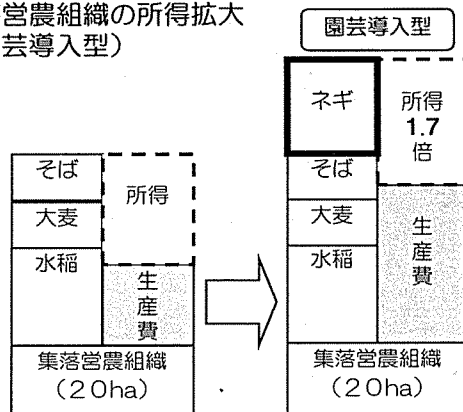 営農組織の所得拡大
芸導入型）
園芸導入型
ネギ
所得
1.7
倍
そば
大麦
水稲
所得
生産費
そば
大麦
水稲
生産費
集落営農組織
（20ha）
集落営農組織
（20ha）